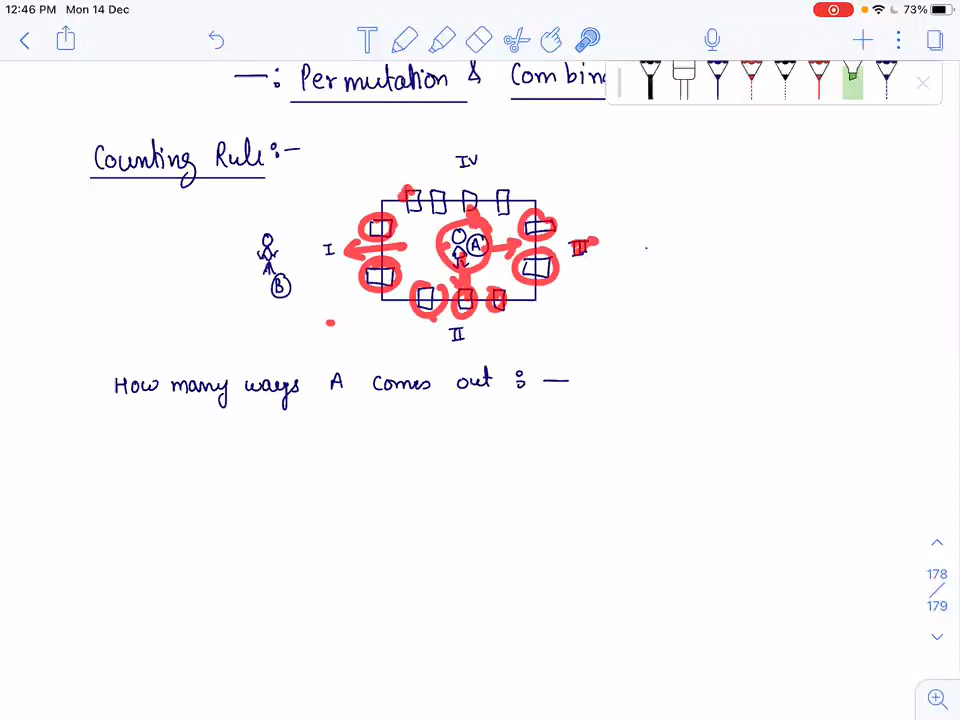 12:46 PM Mon 14 Dec 73%
—: Permutation & Combin
Counting Rule:-
IV
I A III
B
II
How many ways A comes out : —
178
179